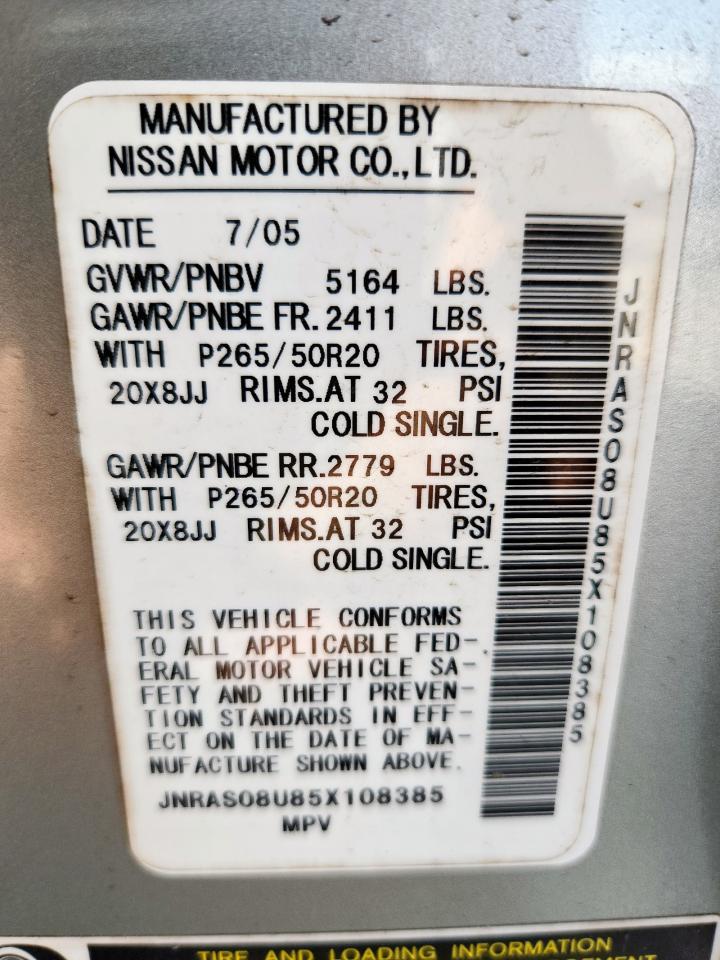 MANUFACTURED BY
NISSAN MOTOR CO.,LTD.
DATE 7/05
GVWR/PNBV 5164 LBS.
GAWR/PNBE FR. 2411 LBS.
WITH P265/50R20 TIRES,
20X8JJ RIMS.AT 32 PSI
COLD SINGLE.
GAWR/PNBE RR. 2779 LBS.
WITH P265/50R20 TIRES,
20X8JJ RIMS.AT 32 PSI
COLD SINGLE.
THIS VEHICLE CONFORMS
TO ALL APPLICABLE FED-
ERAL MOTOR VEHICLE SA-
FETY AND THEFT PREVEN-
TION STANDARDS IN EFF-
ECT ON THE DATE OF MA-
NUFACTURE SHOWN ABOVE.
JNRAS08U85X108385
MPV
JNRAS08U85X108385
TIRE AND LOADING INFORMATION